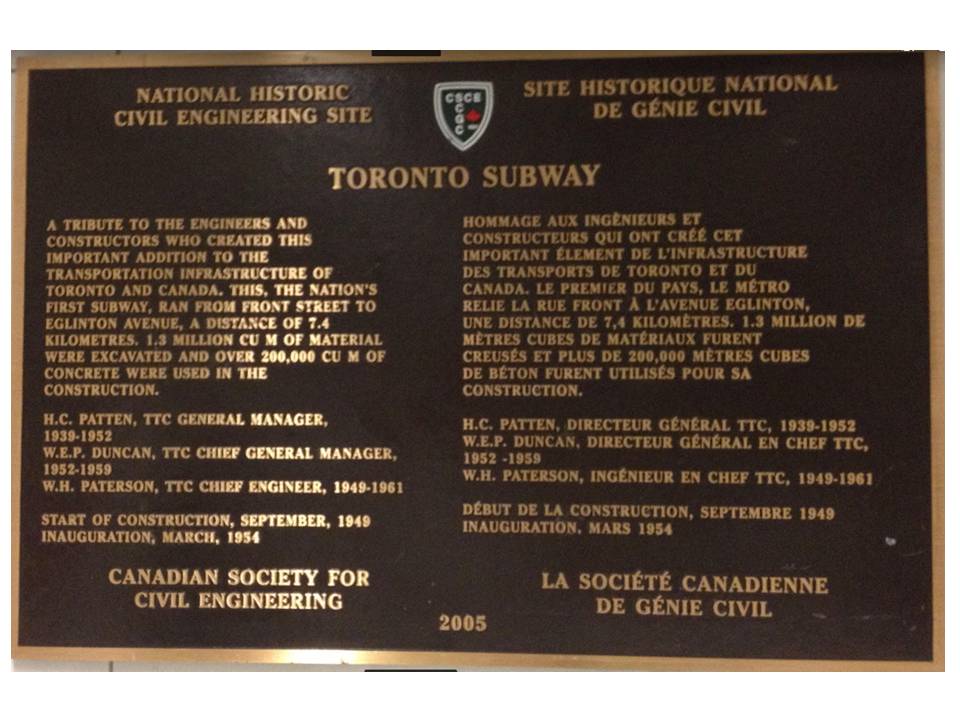 NATIONAL HISTORIC
CIVIL ENGINEERING SITE
CSCE
C
G
C
SITE HISTORIQUE NATIONAL
DE GÉNIE CIVIL
TORONTO SUBWAY
A TRIBUTE TO THE ENGINEERS AND
CONSTRUCTORS WHO CREATED THIS
IMPORTANT ADDITION TO THE
TRANSPORTATION INFRASTRUCTURE OF
TORONTO AND CANADA. THIS, THE NATION'S
FIRST SUBWAY, RAN FROM FRONT STREET TO
EGLINTON AVENUE, A DISTANCE OF 7.4
KILOMETRES. 1.3 MILLION CU M OF MATERIAL
WERE EXCAVATED AND OVER 200,000 CU M OF
CONCRETE WERE USED IN THE
CONSTRUCTION.
H.C. PATTEN, TTC GENERAL MANAGER,
1939-1952
W.E.P. DUNCAN, TTC CHIEF GENERAL MANAGER,
1952-1959
W.H. PATERSON, TTC CHIEF ENGINEER, 1949-1961
START OF CONSTRUCTION, SEPTEMBER, 1949
INAUGURATION, MARCH, 1954
CANADIAN SOCIETY FOR
CIVIL ENGINEERING
HOMMAGE AUX INGÊNIEURS ET
CONSTRUCTEURS QUI ONT CRÉÉ CET
IMPORTANT ÉLEMENT DE L'INFRASTRUCTURE
DES TRANSPORTS DE TORONTO ET DU
CANADA. LE PREMIER DU PAYS, LE MÉTRO
RELIE LA RUE FRONT À L'AVENUE EGLINTON,
UNE DISTANCE DE 7,4 KILOMÈTRES. 1.3 MILLION DE
MÈTRES CUBES DE MATÉRIAUX FURENT
CREUSÉS ET PLUS DE 200,000 MÈTRES CUBES
DE BÉTON FURENT UTILISÉS POUR SA
CONSTRUCTION.
H.C. PATTEN, DIRECTEUR GÉNÉRAL TTC, 1939-1952
W.E.P. DUNCAN, DIRECTEUR GÉNÉRAL EN CHEF TTC,
1952 -1959
W.H. PATERSON, INGÉNIEUR EN CHEF TTC, 1949-1961
DÉBUT DE LA CONSTRUCTION, SEPTEMBRE 1949
INAUGURATION, MARS 1954
LA SOCIÉTÉ CANADIENNE
DE GÉNIE CIVIL
2005